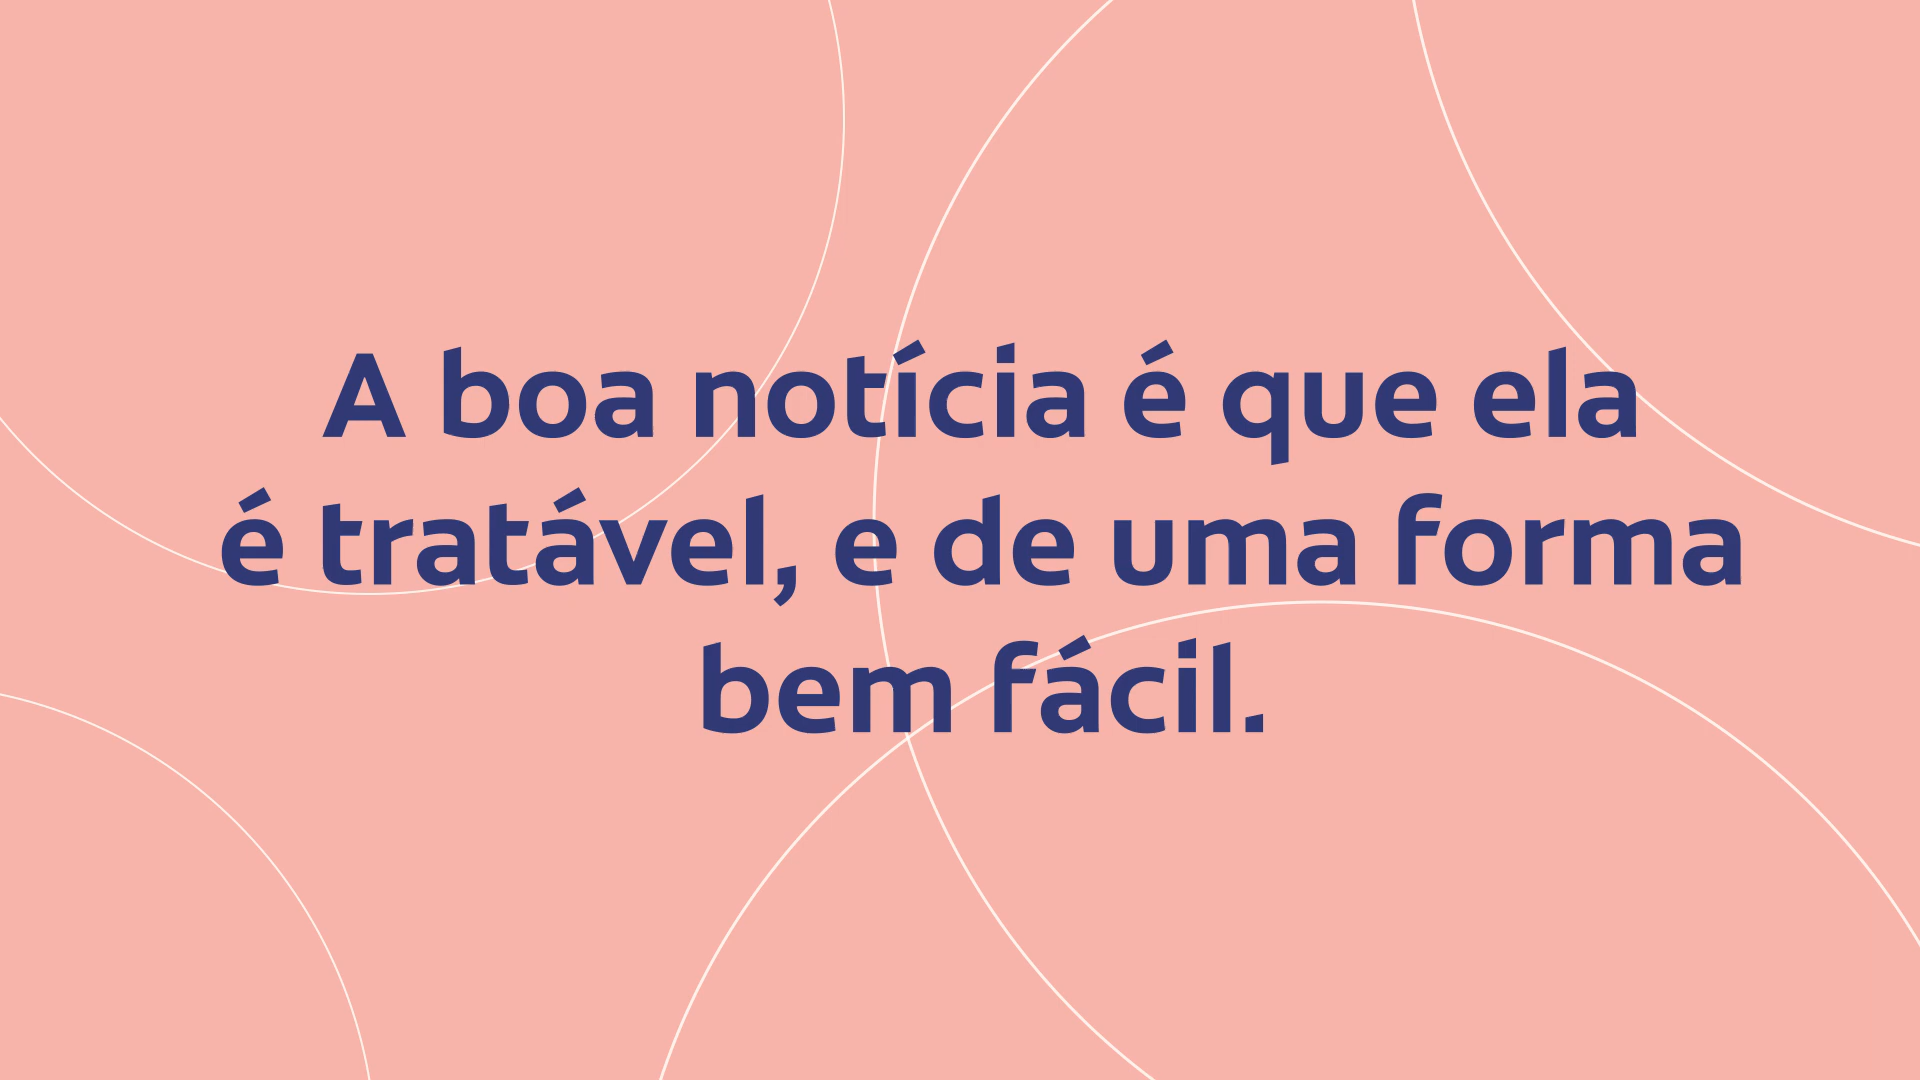 A boa notícia é que ela
é tratável, e de uma forma
bem fácil.